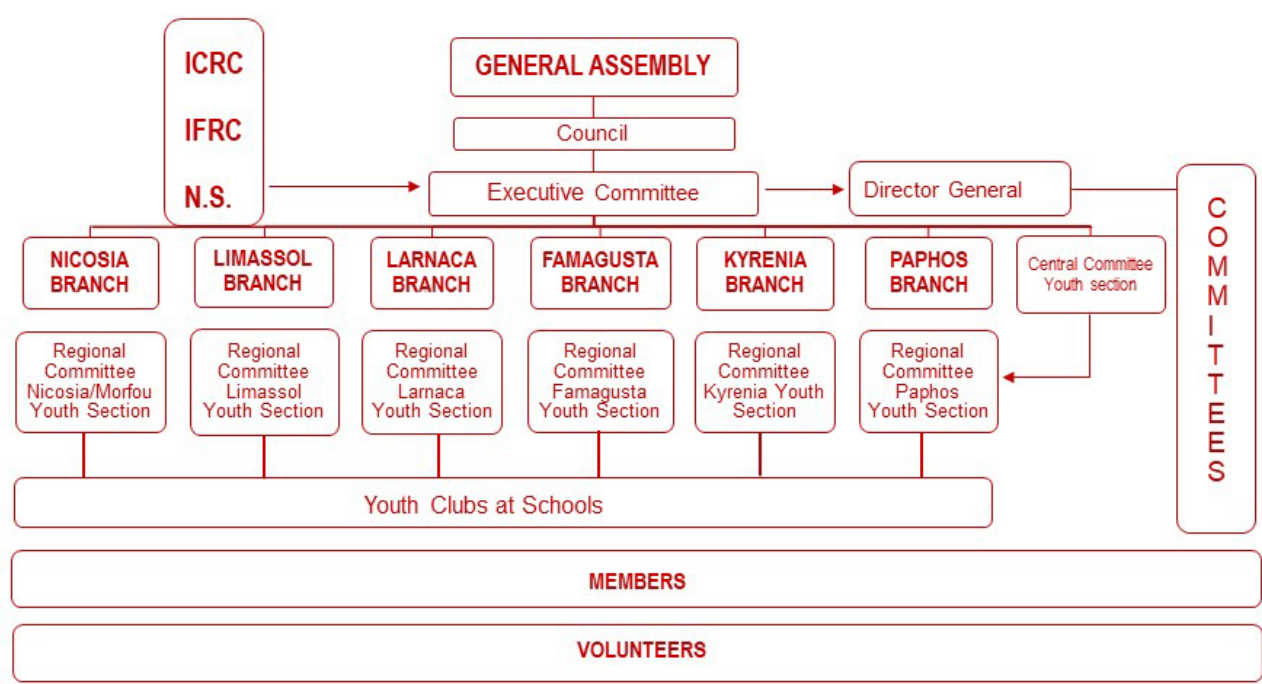 ICRC
IFRC
N.S.
GENERAL ASSEMBLY
Council
Executive Committee
Director General
NICOSIA
BRANCH
LIMASSOL
BRANCH
LARNACA
BRANCH
FAMAGUSTA
BRANCH
KYRENIA
BRANCH
PAPHOS
BRANCH
Central Committee
Youth section
COMMITTEES
Regional
Committee
Nicosia/Morfou
Youth Section
Regional
Committee
Limassol
Youth Section
Regional
Committee
Larnaca
Youth Section
Regional
Committee
Famagusta
Youth Section
Regional
Committee
Kyrenia Youth
Section
Regional
Committee
Paphos
Youth Section
Youth Clubs at Schools
MEMBERS
VOLUNTEERS